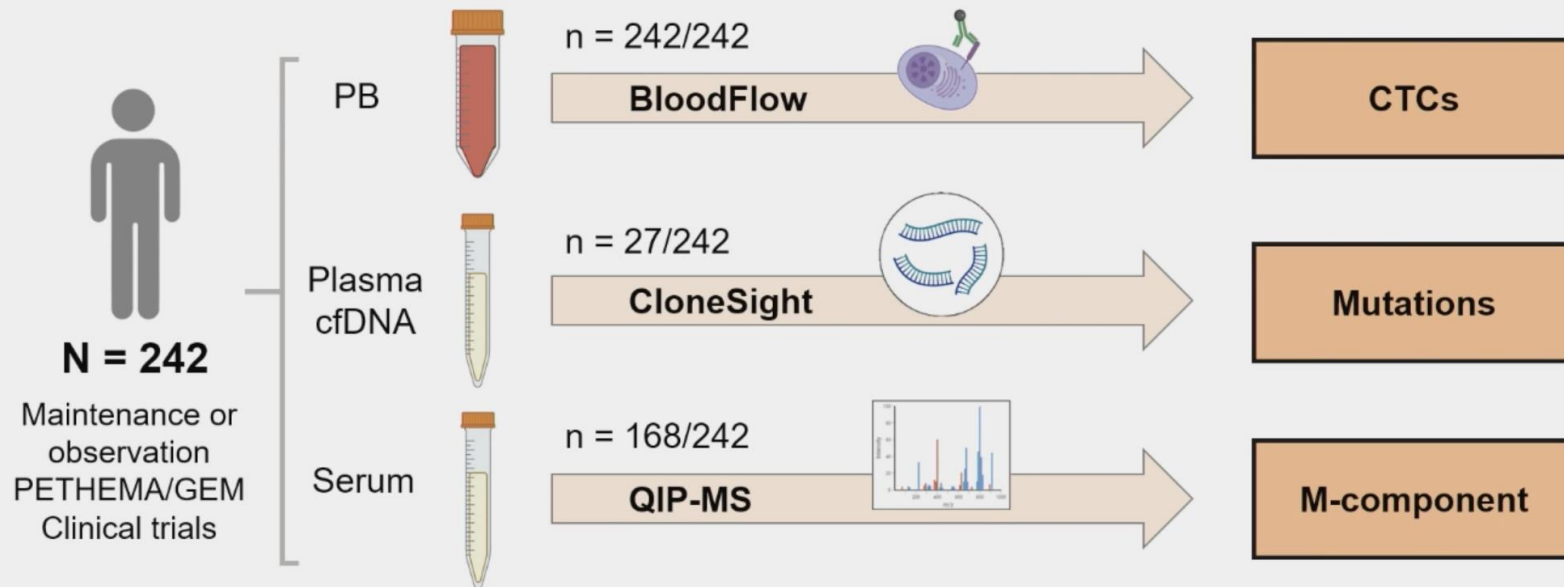 N = 242
Maintenance or
observation
PETHEMA/GEM
Clinical trials
PB
n = 242/242
BloodFlow
CTCs
Plasma
cfDNA
n = 27/242
CloneSight
Mutations
Serum
n = 168/242
QIP-MS
M-component